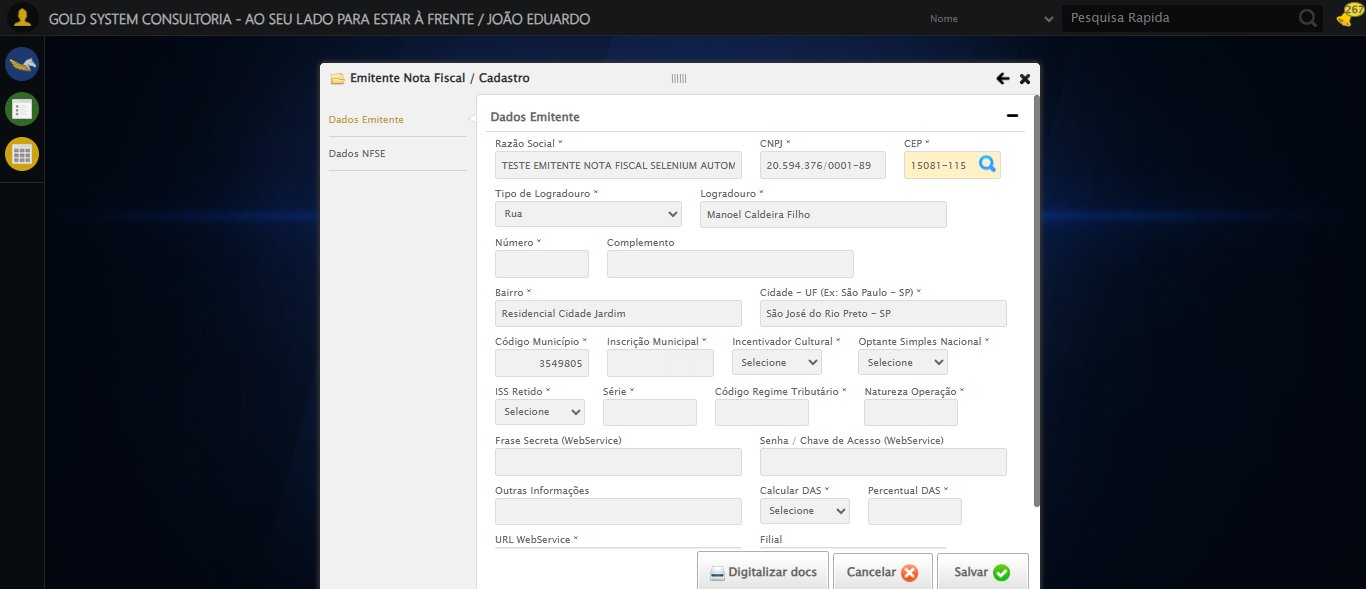 GOLD SYSTEM CONSULTORIA - AO SEU LADO PARA ESTAR À FRENTE / JOÃO EDUARDO
Nome
Pesquisa Rapida
267
Emitente Nota Fiscal / Cadastro
Dados Emitente
Dados NFSE
Dados Emitente
Razão Social * CNPJ * CEP *
TESTE EMITENTE NOTA FISCAL SELENIUM AUTOM 20.594.376/0001-89 15081-115
Tipo de Logradouro * Logradouro *
Rua Manoel Caldeira Filho
Número * Complemento
Bairro * Cidade - UF (Ex: São Paulo - SP) *
Residencial Cidade Jardim São José do Rio Preto - SP
Código Município * Inscrição Municipal * Incentivador Cultural * Optante Simples Nacional *
3549805 Selecione Selecione
ISS Retido * Série * Código Regime Tributário * Natureza Operação *
Selecione
Frase Secreta (WebService) Senha / Chave de Acesso (WebService)
Outras Informações Calcular DAS * Percentual DAS *
Selecione
URL WebService * Filial
Digitalizar docs Cancelar Salvar